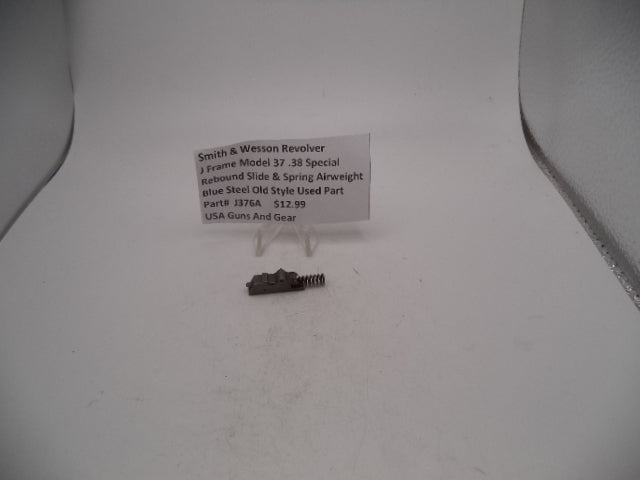 Smith & Wesson Revolver
J Frame Model 37 .38 Special
Rebound Slide & Spring Airweight
Blue Steel Old Style Used Part
Part# J376A $12.99
USA Guns And Gear